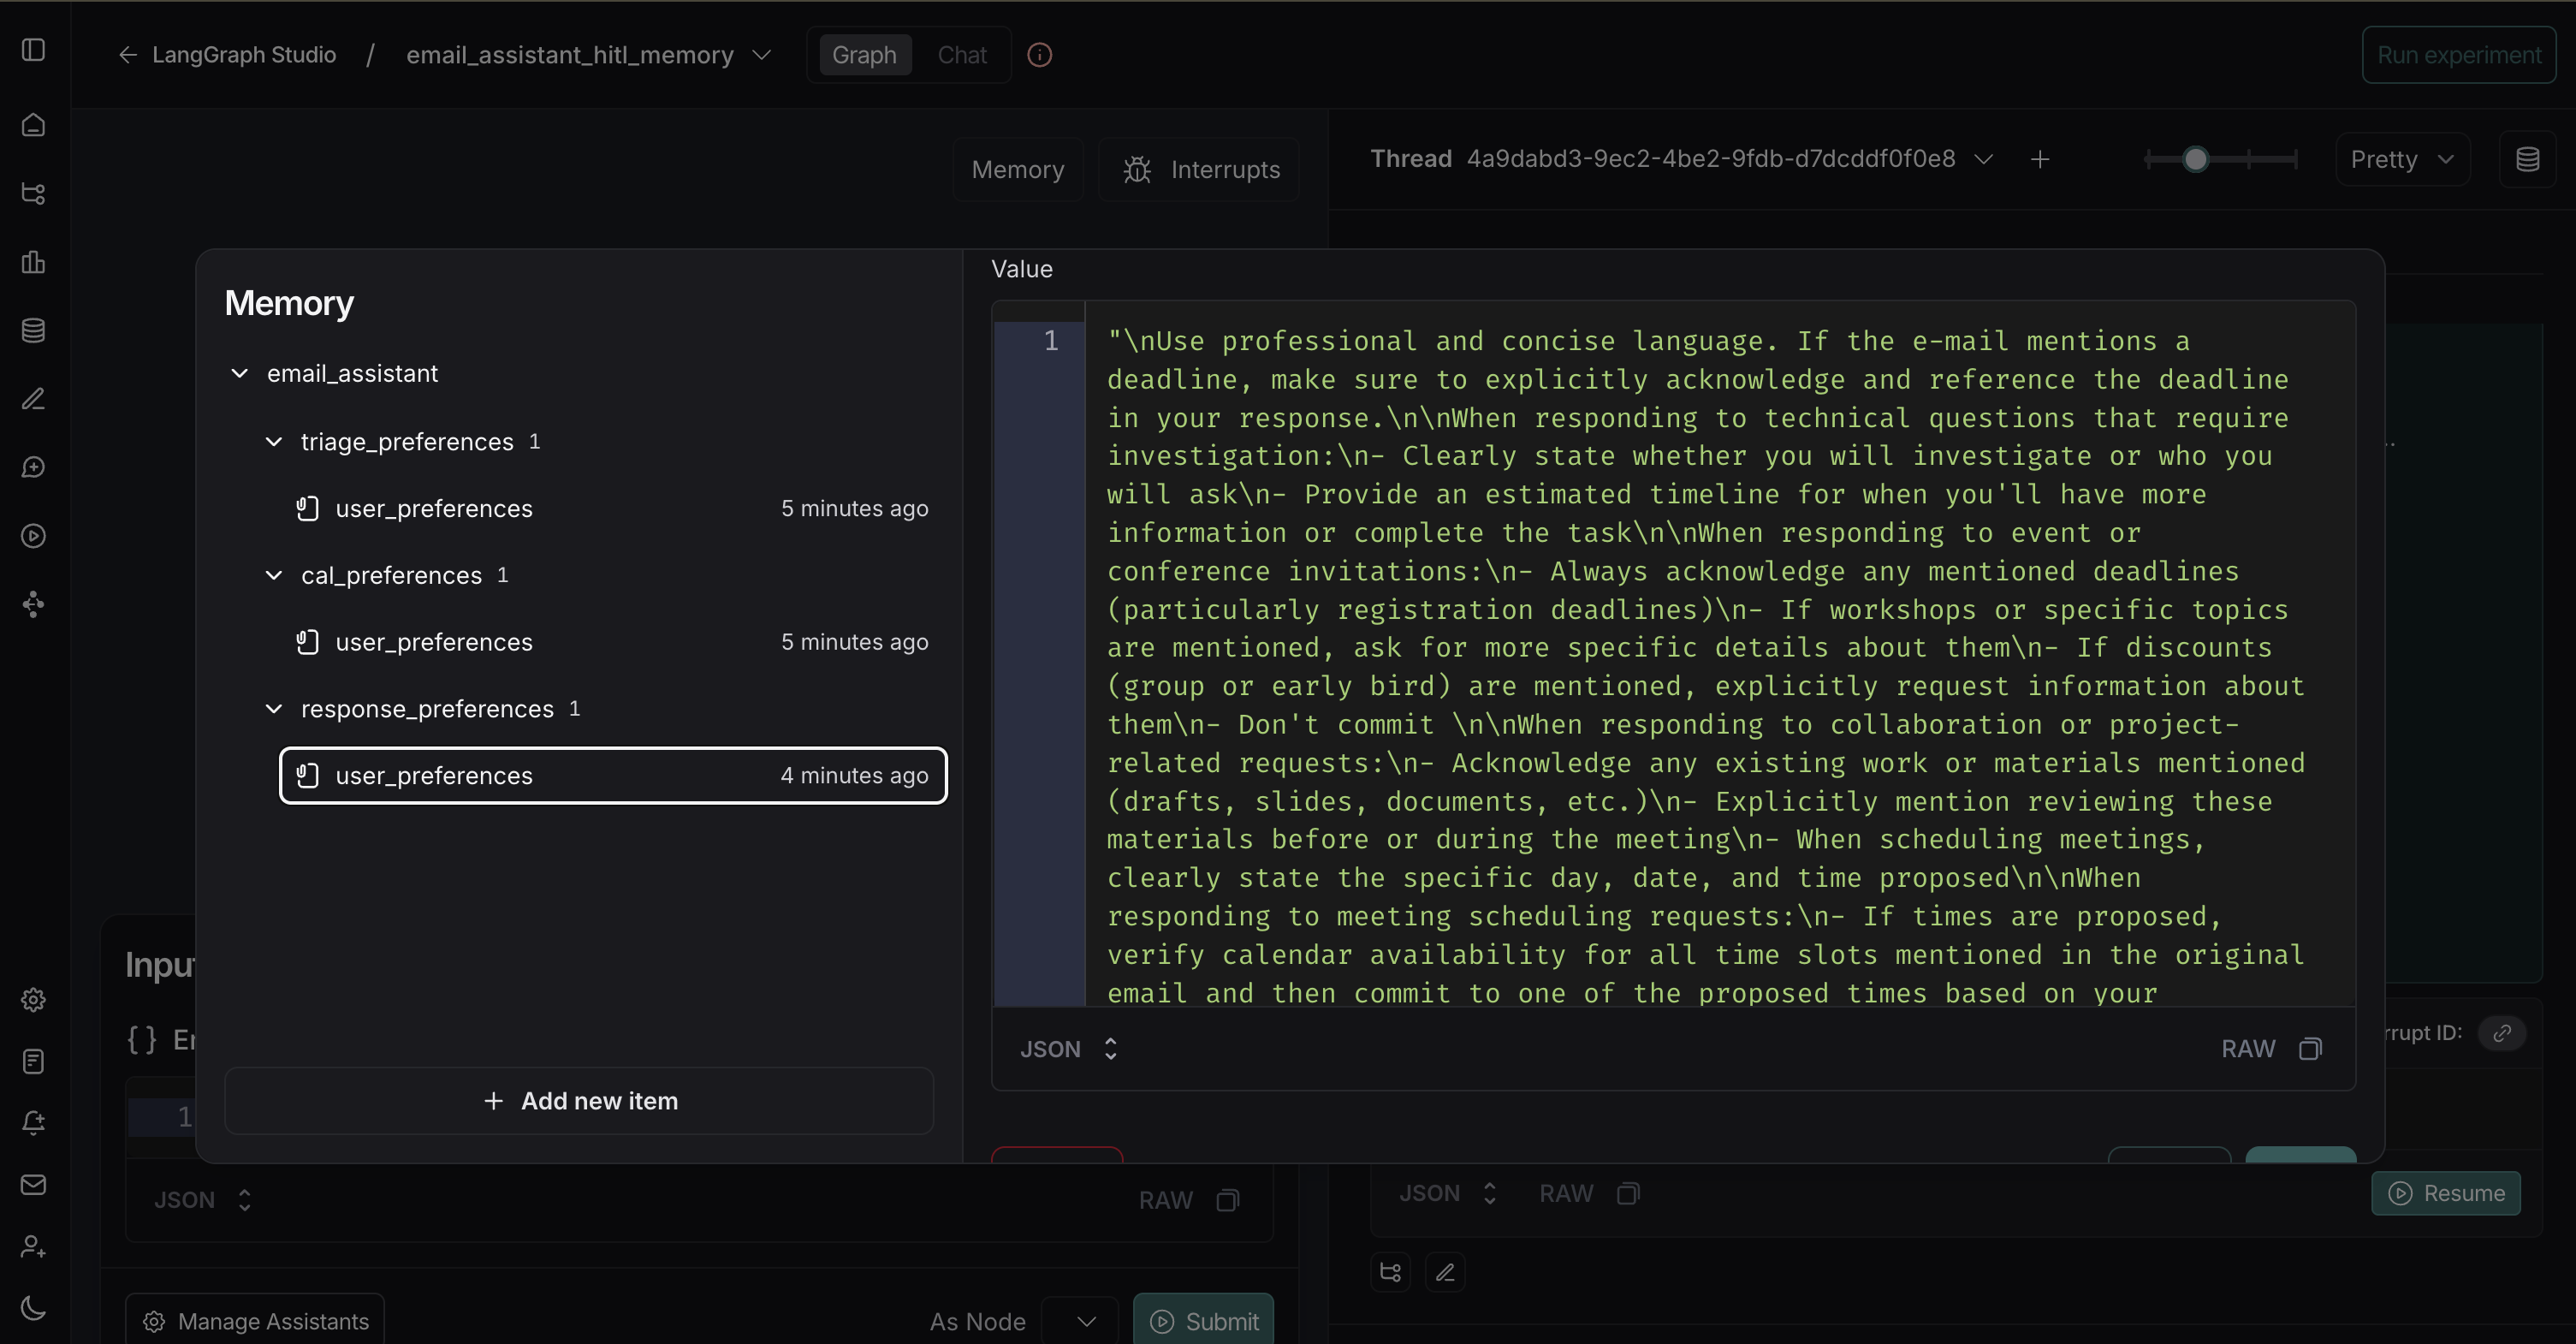 LangGraph Studio / email_assistant_hitl_memory
Graph
Chat
Run experiment
Memory
Interrupts
Thread 4a9dabd3-9ec2-4be2-9fdb-d7dcddf0f0e8
Pretty
Memory
email_assistant
triage_preferences 1
user_preferences 5 minutes ago
cal_preferences 1
user_preferences 5 minutes ago
response_preferences 1
user_preferences 4 minutes ago
+ Add new item
Value
1
"\nUse professional and concise language. If the e-mail mentions a
deadline, make sure to explicitly acknowledge and reference the deadline
in your response.\n\nWhen responding to technical questions that require
investigation:\n- Clearly state whether you will investigate or who you
will ask\n- Provide an estimated timeline for when you'll have more
information or complete the task\n\nWhen responding to event or
conference invitations:\n- Always acknowledge any mentioned deadlines
(particularly registration deadlines)\n- If workshops or specific topics
are mentioned, ask for more specific details about them\n- If discounts
(group or early bird) are mentioned, explicitly request information about
them\n- Don't commit \n\nWhen responding to collaboration or project-
related requests:\n- Acknowledge any existing work or materials mentioned
(drafts, slides, documents, etc.)\n- Explicitly mention reviewing these
materials before or during the meeting\n- When scheduling meetings,
clearly state the specific day, date, and time proposed\n\nWhen
responding to meeting scheduling requests:\n- If times are proposed,
verify calendar availability for all time slots mentioned in the original
email and then commit to one of the proposed times based on your
JSON
RAW
Inpu
{ } Er
1
JSON
RAW
Manage Assistants
As Node
Submit
..
rrupt ID:
JSON
RAW
Resume